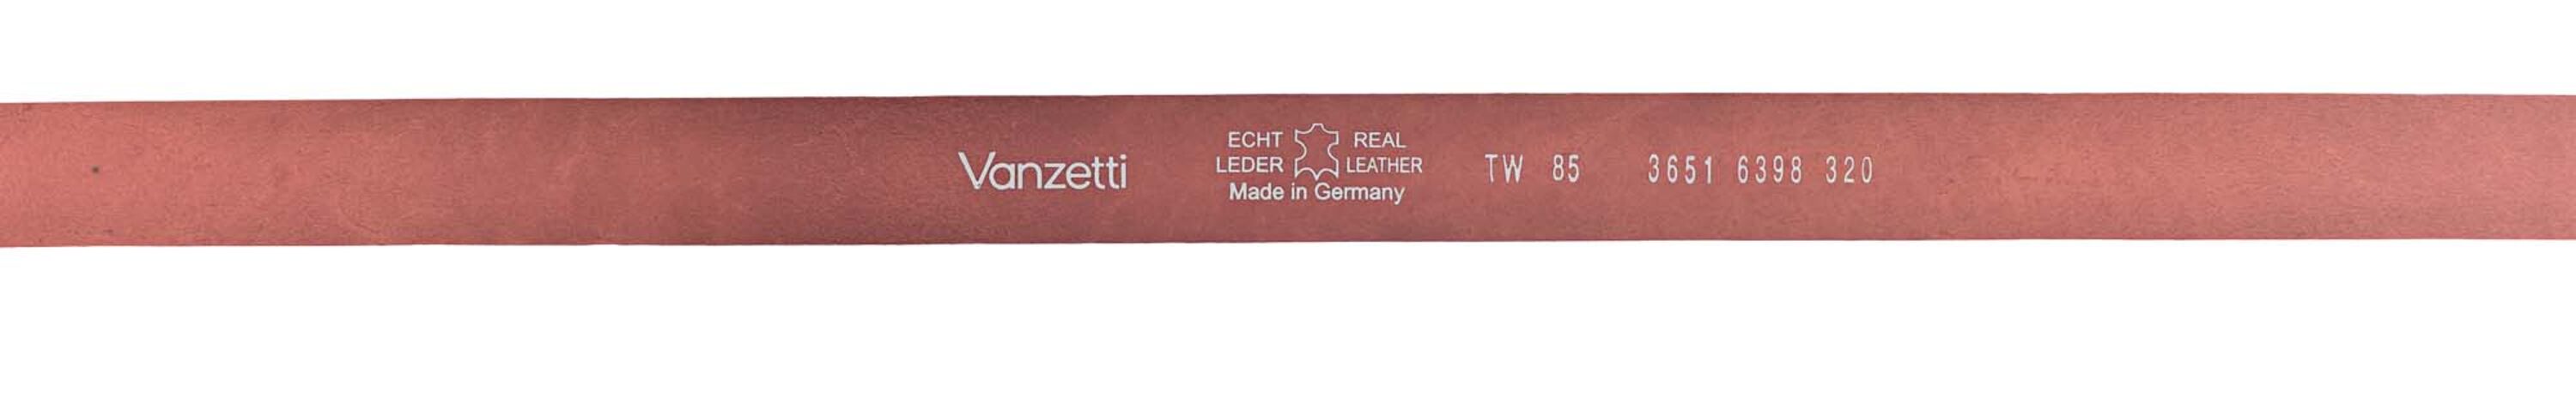 Vanzetti
ECHT REAL
LEDER LEATHER
Made in Germany
TW 85 3651 6398 320